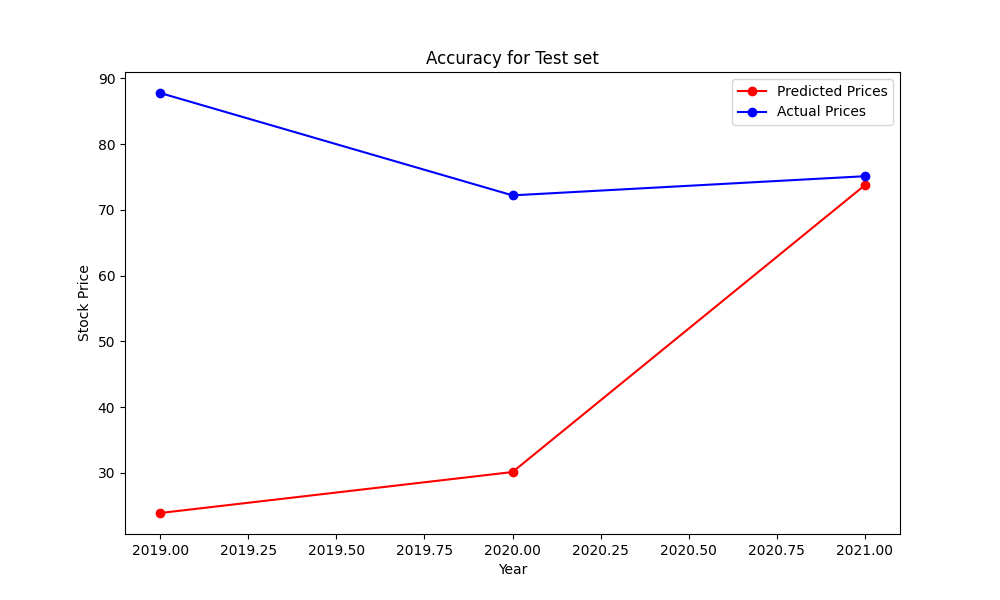 Accuracy for Test set
Predicted Prices
Actual Prices
90
80
70
60
50
40
30
Stock Price
2019.00 2019.25 2019.50 2019.75 2020.00 2020.25 2020.50 2020.75 2021.00
Year